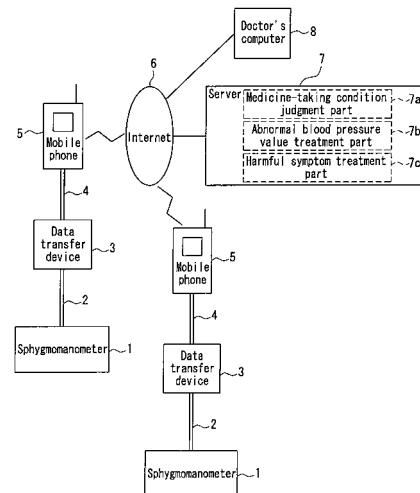 Doctor's
computer
8
6
7
Server
Medicine-taking condition
judgment part
7a
Abnormal blood pressure
value treatment part
7b
Harmful symptom treatment
part
7c
Internet
5
Mobile
phone
4
Data
transfer
device
3
2
Sphygmomanometer
1
Mobile
phone
5
4
Data
transfer
device
3
2
Sphygmomanometer
1